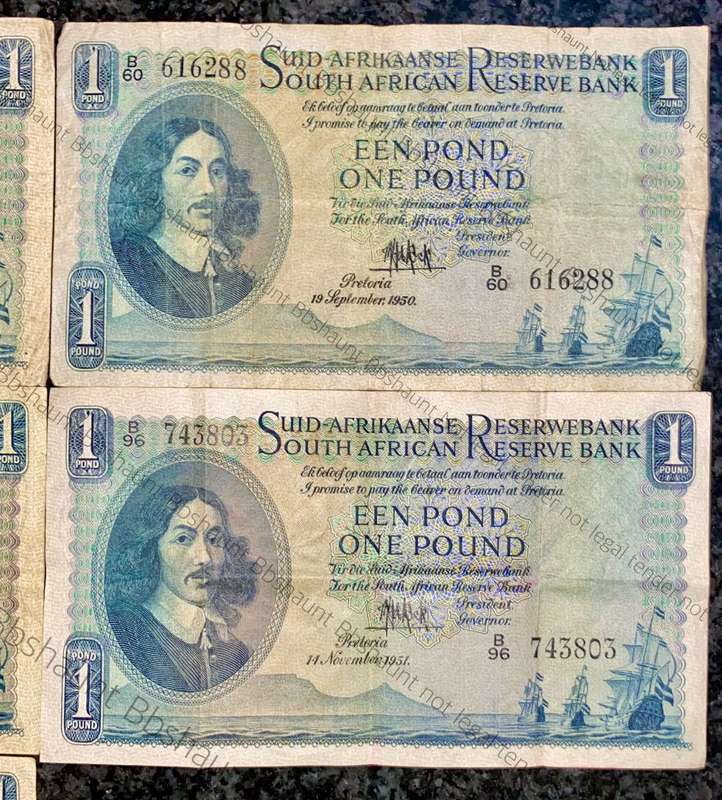 1
POND
B
60
616288
SUID-AFRIKAANSE RESERWEBANK
SOUTH AFRICAN RESERVE BANK
1
POUND
Ek beloof op aanvraag te betaal aan toonder te Pretoria.
I promise to pay the bearer on demand at Pretoria.
EEN POND
ONE POUND
Vir die Suid-Afrikaanse Reserwebank
For the South African Reserve Bank
President.
Governor.
Pretoria
19 September, 1950.
B
60
616288
POND
1
POUND
1
POND
B
96
743803
SUID-AFRIKAANSE RESERWEBANK
SOUTH AFRICAN RESERVE BANK
1
POUND
Ek beloof op aanvraag te betaal aan toonder te Pretoria.
I promise to pay the bearer on demand at Pretoria.
EEN POND
ONE POUND
Vir die Suid-Afrikaanse Reserwebank
For the South African Reserve Bank
President.
Governor.
Pretoria
14 November, 1951.
B
96
743803
POND
1
POUND
Bbshaunt not legal tender